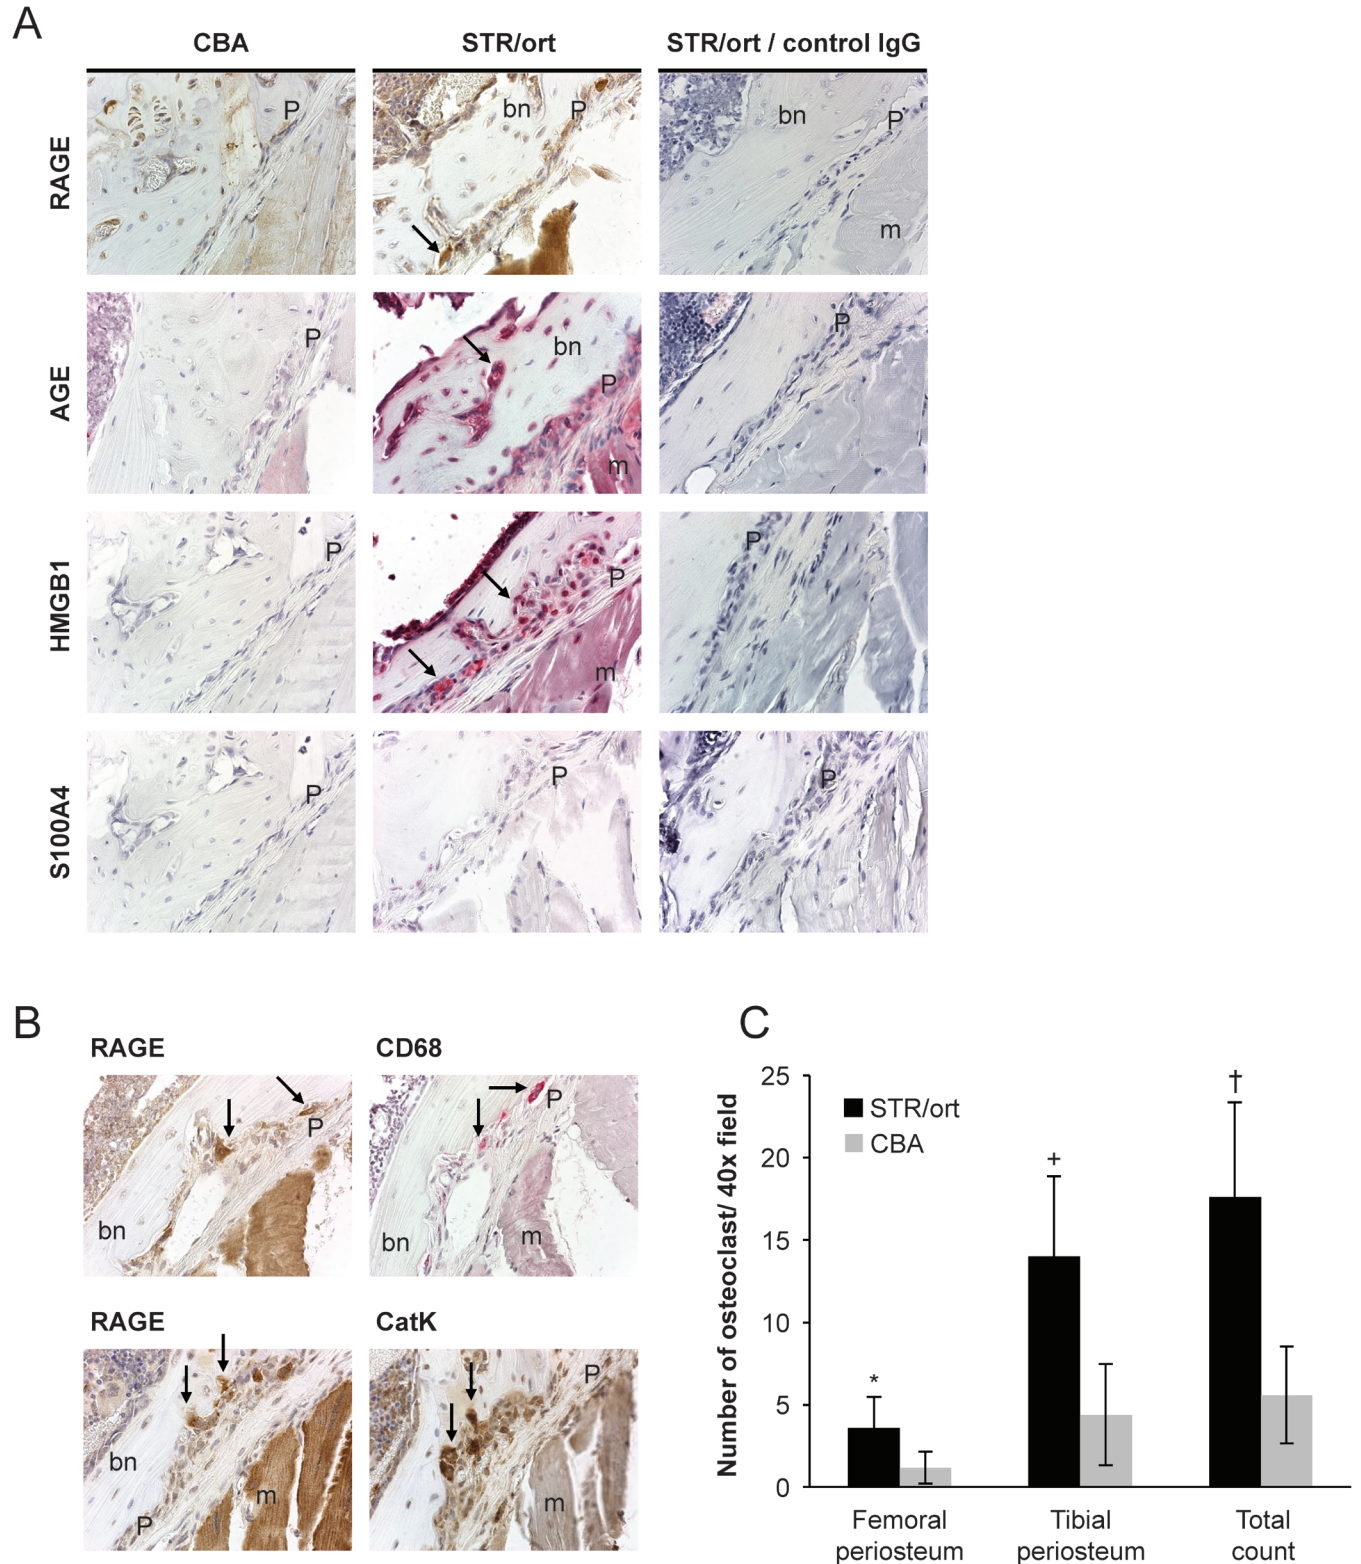 A
CBA
STR/ort
STR/ort / control IgG
RAGE
P
bn
P
bn
P
m
AGE
P
bn
P
m
P
HMGB1
P
P
m
P
S100A4
P
P
P
B
RAGE
CD68
P
bn
P
bn
m
RAGE
CatK
bn
m
P
P
m
C
Number of osteoclast/ 40x field
25
20
15
10
5
0
STR/ort
CBA
*
+
†
Femoral
periosteum
Tibial
periosteum
Total
count